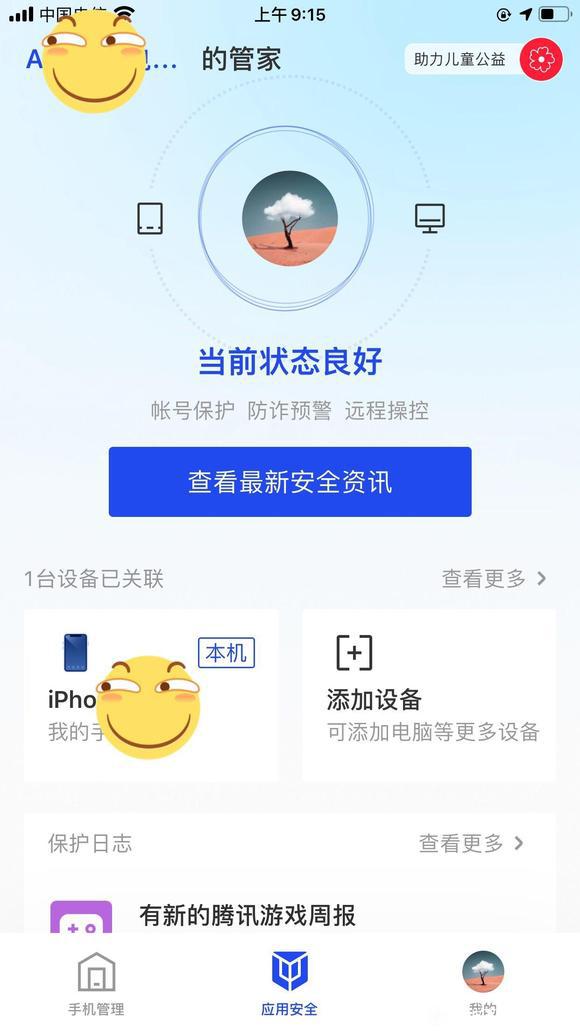 中国电信
上午9:15
A
...
的管家
助力儿童公益
当前状态良好
帐号保护 防诈预警 远程操控
查看最新安全资讯
1台设备已关联
查看更多
本机
iPho
我的手
添加设备
可添加电脑等更多设备
保护日志
查看更多
有新的腾讯游戏周报
手机管理
应用安全
我的